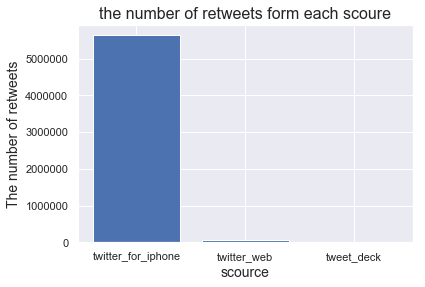 the number of retweets form each scoure
The number of retweets
5000000
4000000
3000000
2000000
1000000
0
twitter_for_iphone twitter_web tweet_deck
scource